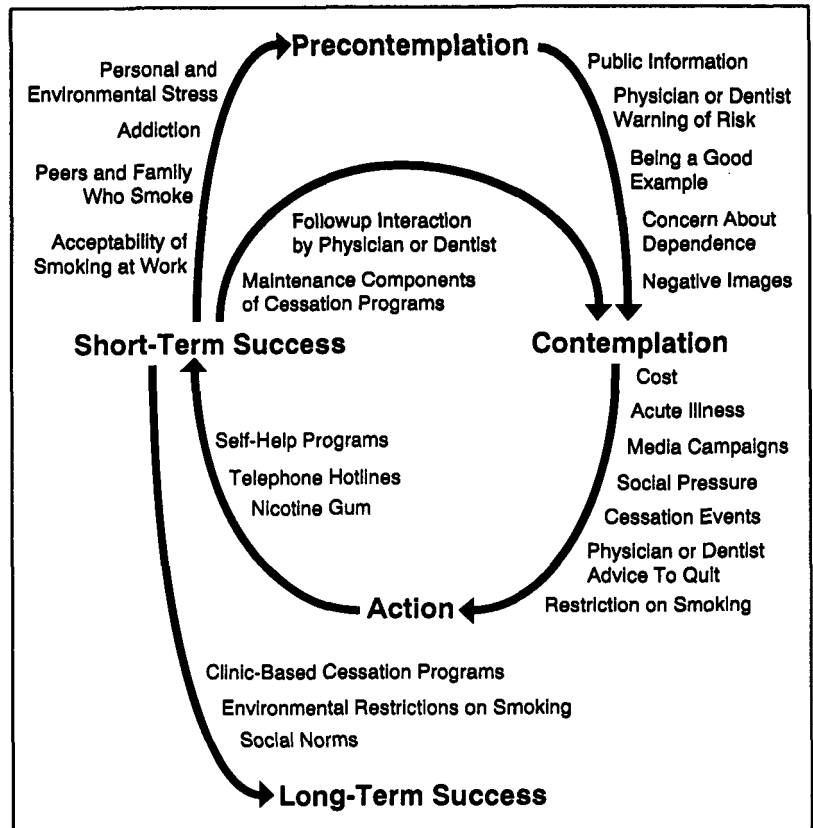 Precontemplation
Personal and
Environmental Stress
Addiction
Peers and Family
Who Smoke
Acceptability of
Smoking at Work
Public Information
Physician or Dentist
Warning of Risk
Being a Good
Example
Concern About
Dependence
Negative Images
Followup Interaction
by Physician or Dentist
Maintenance Components
of Cessation Programs
Short-Term Success
Contemplation
Cost
Acute Illness
Media Campaigns
Social Pressure
Cessation Events
Physician or Dentist
Advice To Quit
Restriction on Smoking
Self-Help Programs
Telephone Hotlines
Nicotine Gum
Action
Clinic-Based Cessation Programs
Environmental Restrictions on Smoking
Social Norms
Long-Term Success